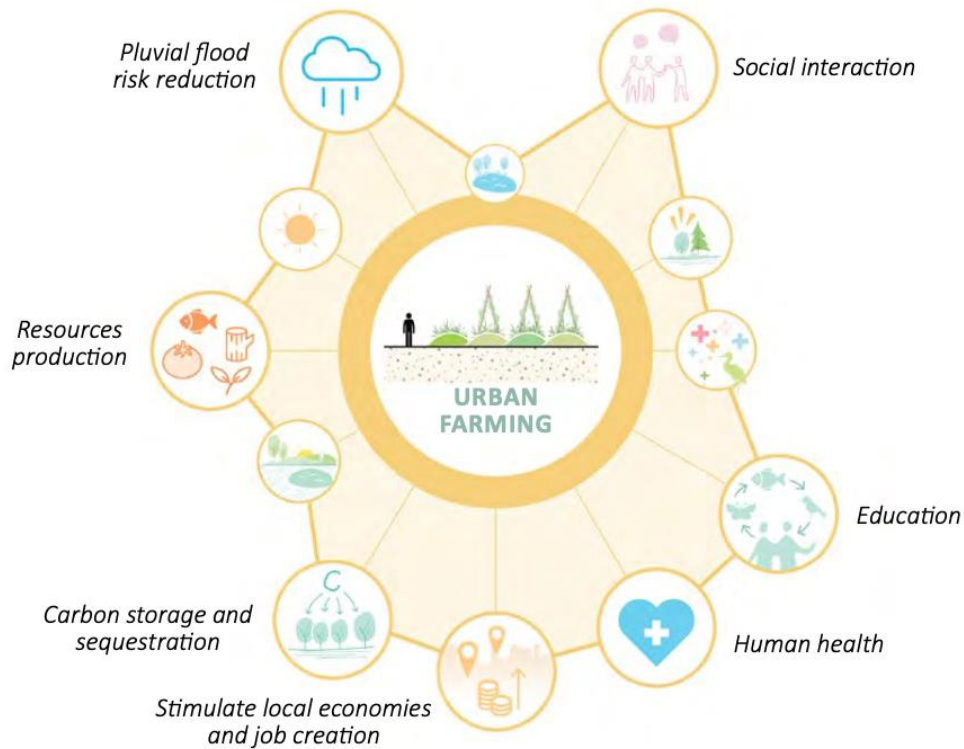 Pluvial flood
risk reduction
Social interaction
Resources
production
URBAN
FARMING
Education
C
Carbon storage and
sequestration
Human health
Stimulate local economies
and job creation